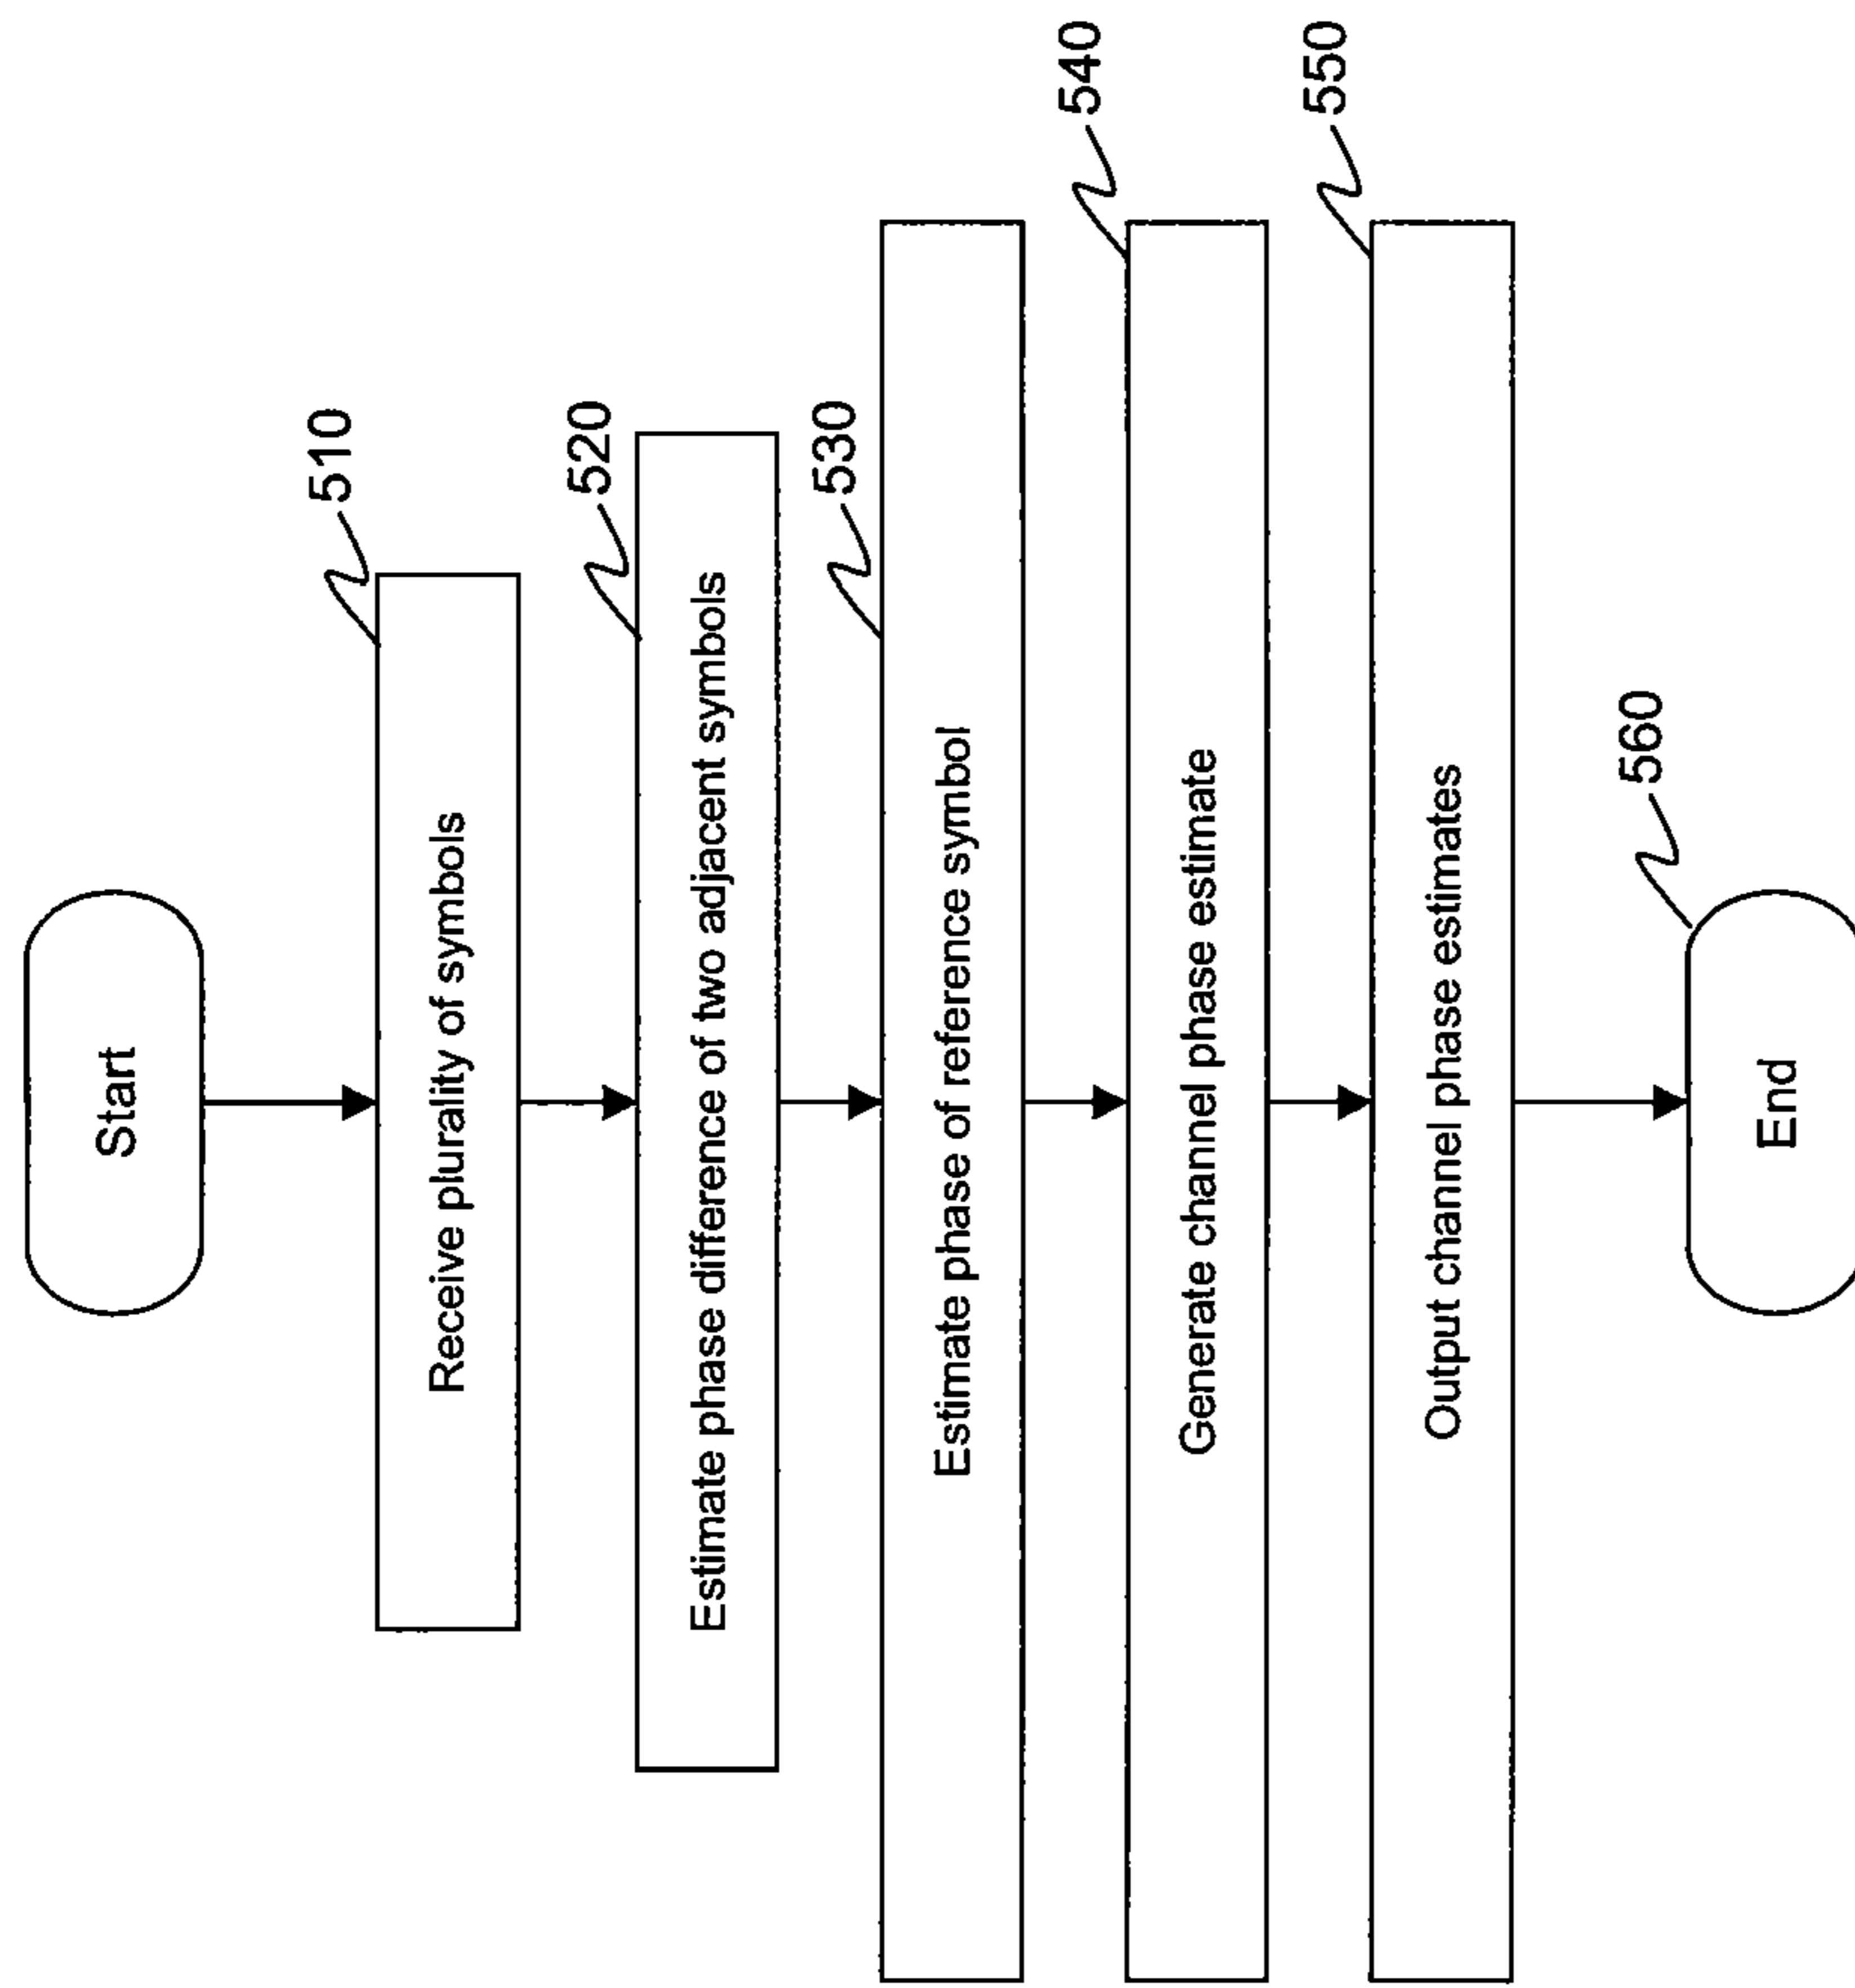 Start
510
Receive plurality of symbols
520
Estimate phase difference of two adjacent symbols
530
Estimate phase of reference symbol
540
Generate channel phase estimate
550
Output channel phase estimates
560
End